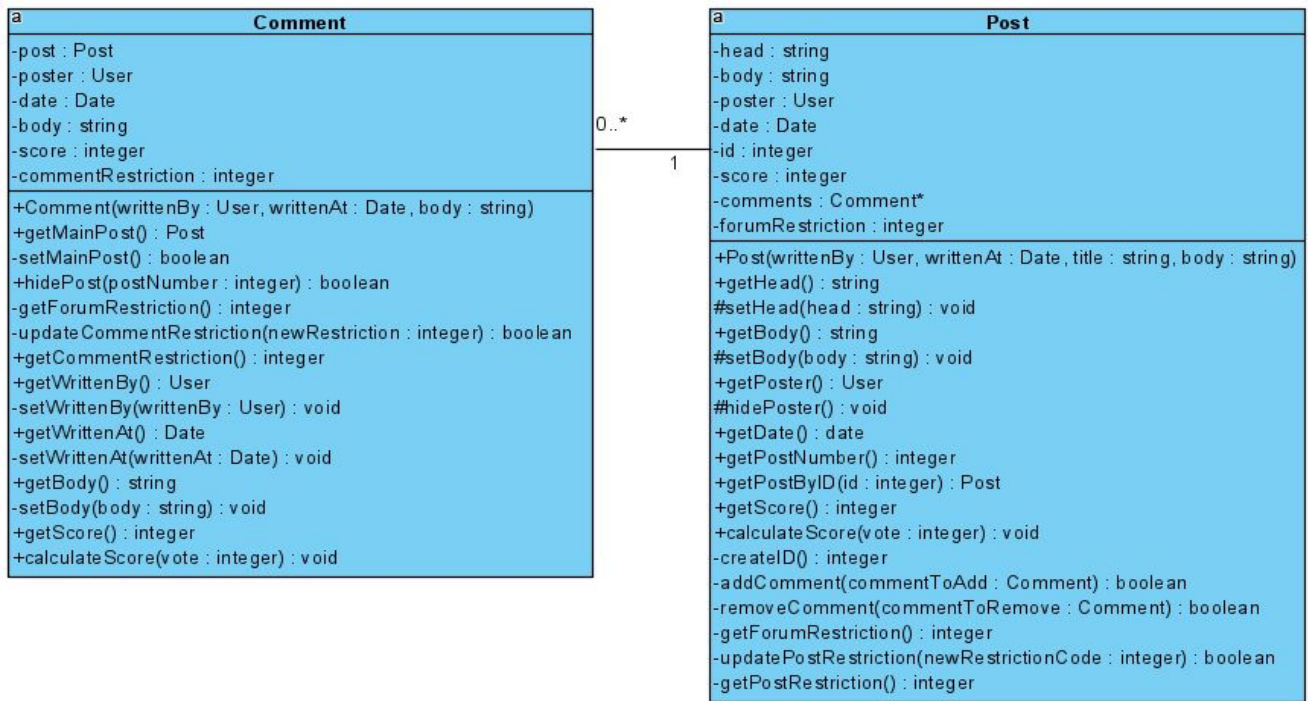 a
Comment
-post : Post
-poster : User
-date : Date
-body : string
-score : integer
-commentRestriction : integer
+Comment(writtenBy : User, writtenAt : Date, body : string)
+getMainPost() : Post
-setMainPost() : boolean
+hidePost(postNumber : integer) : boolean
-getForumRestriction() : integer
-updateCommentRestriction(newRestriction : integer) : boolean
+getCommentRestriction() : integer
+getWrittenBy() : User
-setWrittenBy(writtenBy : User) : void
+getWrittenAt() : Date
-setWrittenAt(writtenAt : Date) : void
+getBody() : string
-setBody(body : string) : void
+getScore() : integer
+calculateScore(vote : integer) : void
0..*
1
a
Post
-head : string
-body : string
-poster : User
-date : Date
-id : integer
-score : integer
-comments : Comment*
-forumRestriction : integer
+Post(writtenBy : User, writtenAt : Date, title : string, body : string)
+getHead() : string
#setHead(head : string) : void
+getBody() : string
#setBody(body : string) : void
+getPoster() : User
#hidePoster() : void
+getDate() : date
+getPostNumber() : integer
+getPostByID(id : integer) : Post
+getScore() : integer
+calculateScore(vote : integer) : void
-createID() : integer
-addComment(commentToAdd : Comment) : boolean
-removeComment(commentToRemove : Comment) : boolean
-getForumRestriction() : integer
-updatePostRestriction(newRestrictionCode : integer) : boolean
-getPostRestriction() : integer